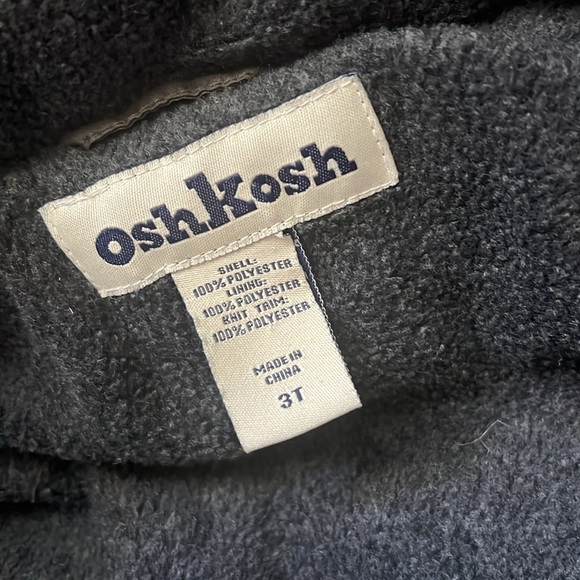 OshKosh
SHELL:
100% POLYESTER
LINING:
100% POLYESTER
KNIT TRIM:
100% POLYESTER
MADE IN
CHINA
3T